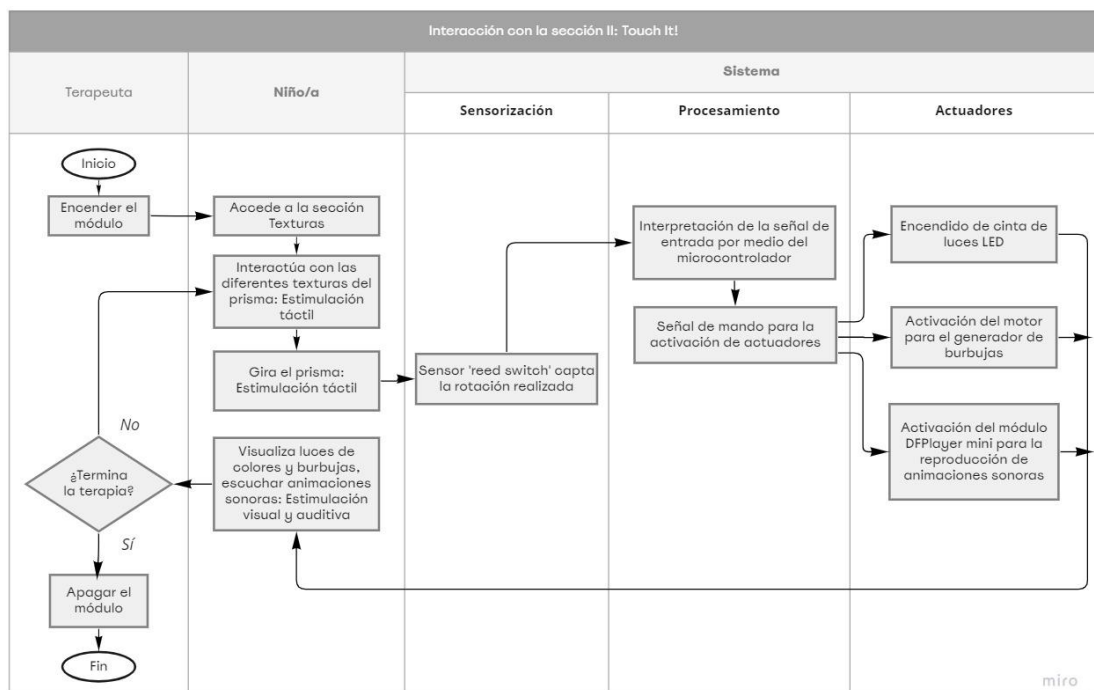 Interacción con la sección II: Touch It!
Terapeuta
Niño/a
Sistema
Sensorización
Procesamiento
Actuadores
Inicio
Encender el
módulo
Accede a la sección
Texturas
Interactúa con las
diferentes texturas del
prisma: Estimulación
táctil
Gira el prisma:
Estimulación táctil
Sensor 'reed switch' capta
la rotación realizada
Interpretación de la señal de
entrada por medio del
microcontrolador
Señal de mando para la
activación de actuadores
Encendido de cinta de
luces LED
Activación del motor
para el generador de
burbujas
Activación del módulo
DFPlayer mini para la
reproducción de
animaciones sonoras
Visualiza luces de
colores y burbujas,
escuchar animaciones
sonoras: Estimulación
visual y auditiva
¿Termina
la terapia?
No
Sí
Apagar el
módulo
Fin
miro